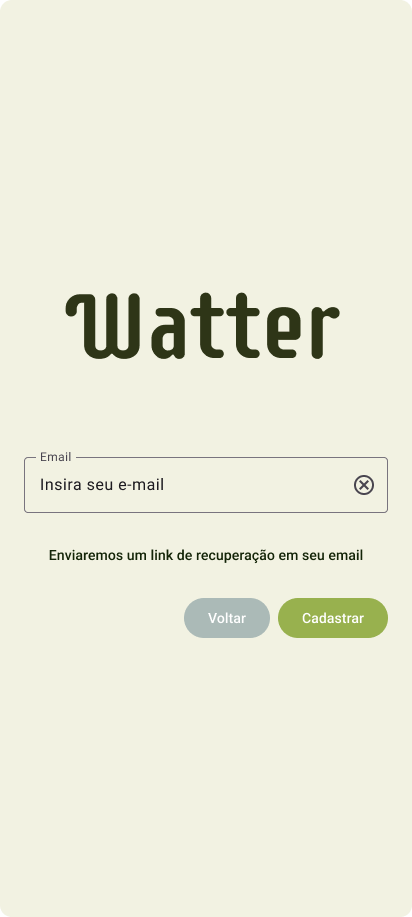 Watter
Email
Insira seu e-mail
Enviaremos um link de recuperação em seu email
Voltar
Cadastrar